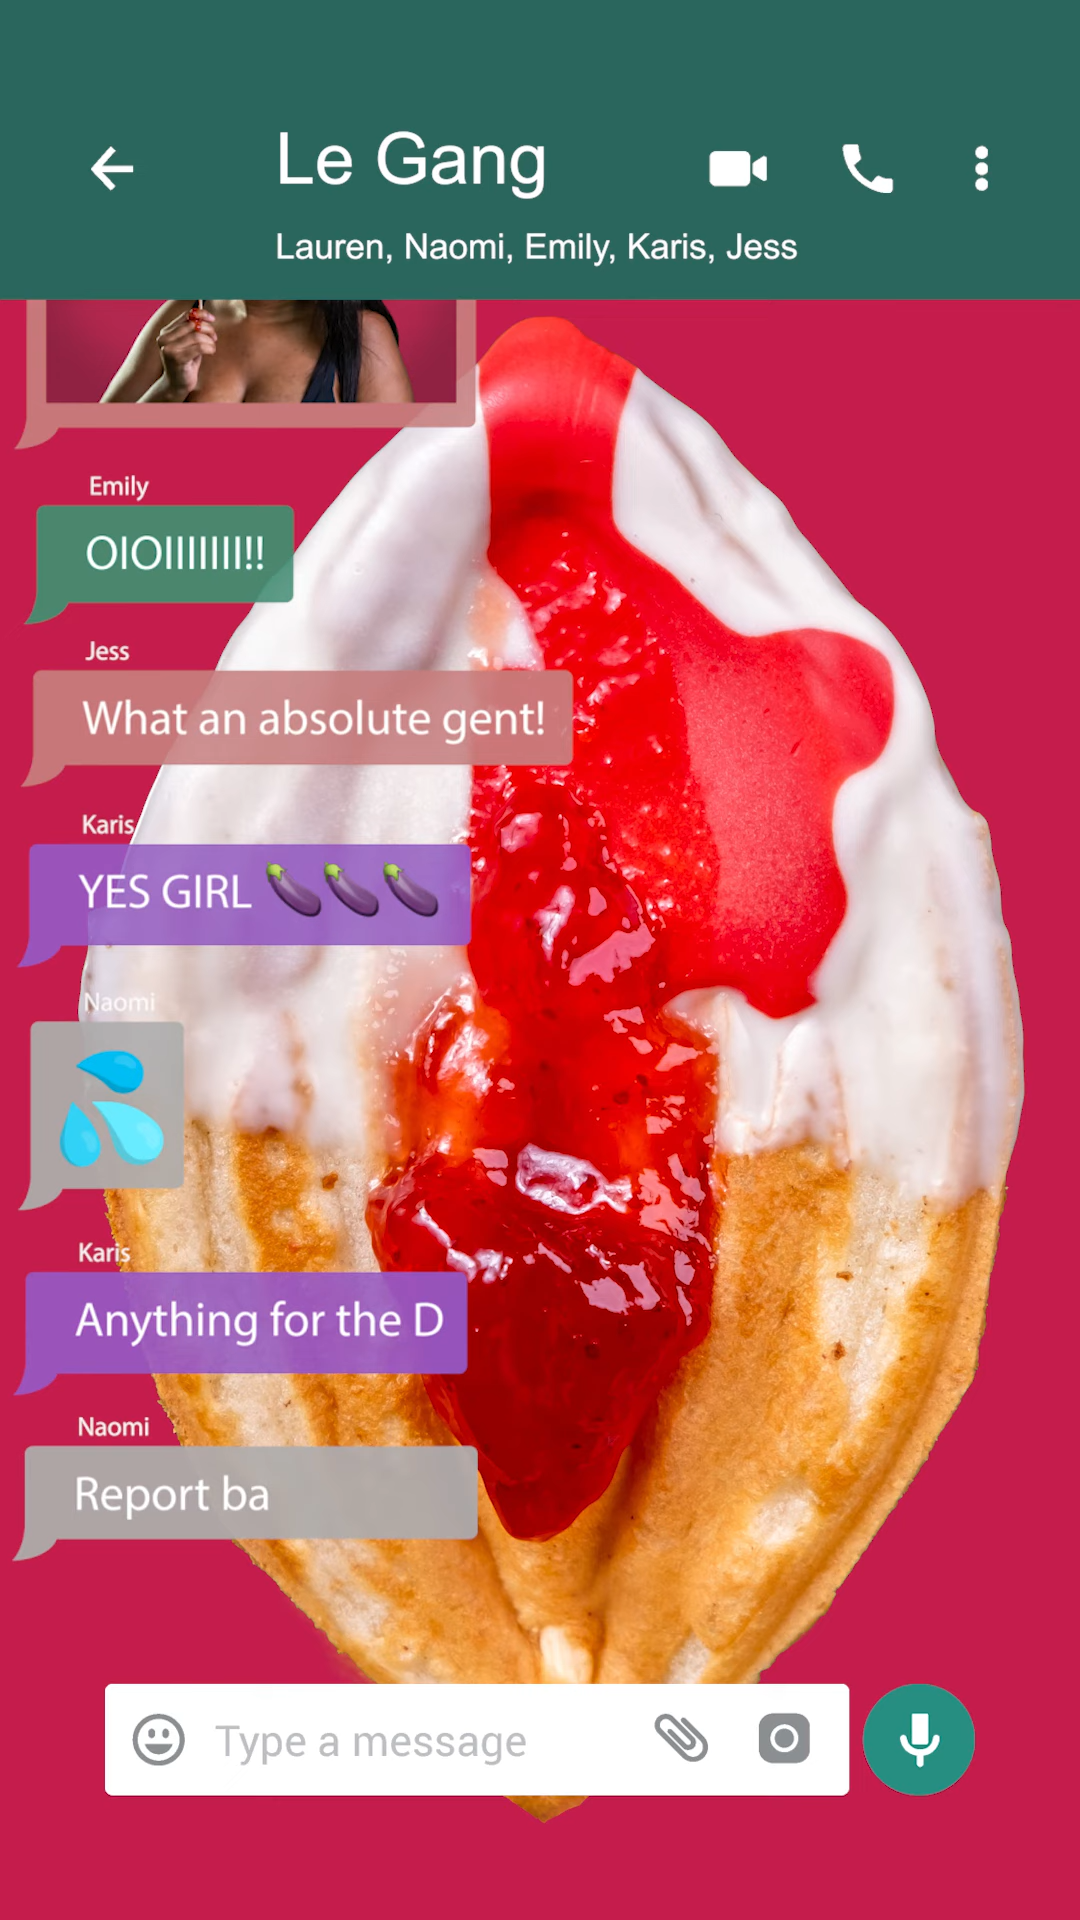 Le Gang
Lauren, Naomi, Emily, Karis, Jess
Emily
OIOIIIIIII!!
Jess
What an absolute gent!
Karis
YES GIRL 🍆🍆🍆
Naomi
💦
Karis
Anything for the D
Naomi
Report ba
Type a message